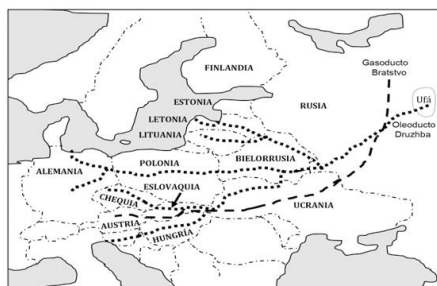 FINLANDIA
Gasoducto
Bratstvo
ESTONIA
RUSIA
Ufá
LETONIA
Oleoducto
Druzhba
LITUANIA
ALEMANIA
POLONIA
BIELORRUSIA
ESLOVAQUIA
CHEQUIA
UCRANIA
AUSTRIA
HUNGRÍA